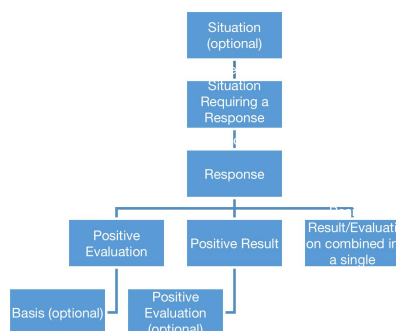 Situation
(optional)
Situation
Requiring a
Response
Response
Positive
Evaluation
Positive Result
Result/Evaluati
on combined in
a single
Basis (optional)
Positive
Evaluation
(optional)